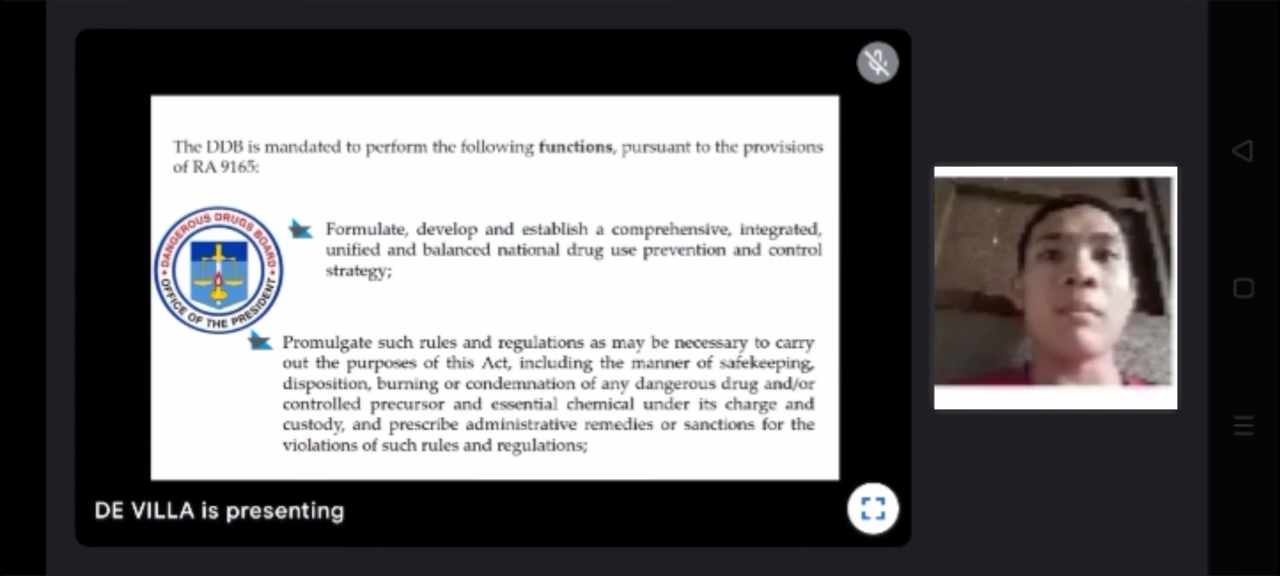 The DDB is mandated to perform the following functions, pursuant to the provisions
of RA 9165:
DANGEROUS DRUGS BOARD
OFFICE OF THE PRESIDENT
Formulate, develop and establish a comprehensive, integrated,
unified and balanced national drug use prevention and control
strategy;
Promulgate such rules and regulations as may be necessary to carry
out the purposes of this Act, including the manner of safekeeping,
disposition, burning or condemnation of any dangerous drug and/or
controlled precursor and essential chemical under its charge and
custody, and prescribe administrative remedies or sanctions for the
violations of such rules and regulations;
DE VILLA is presenting